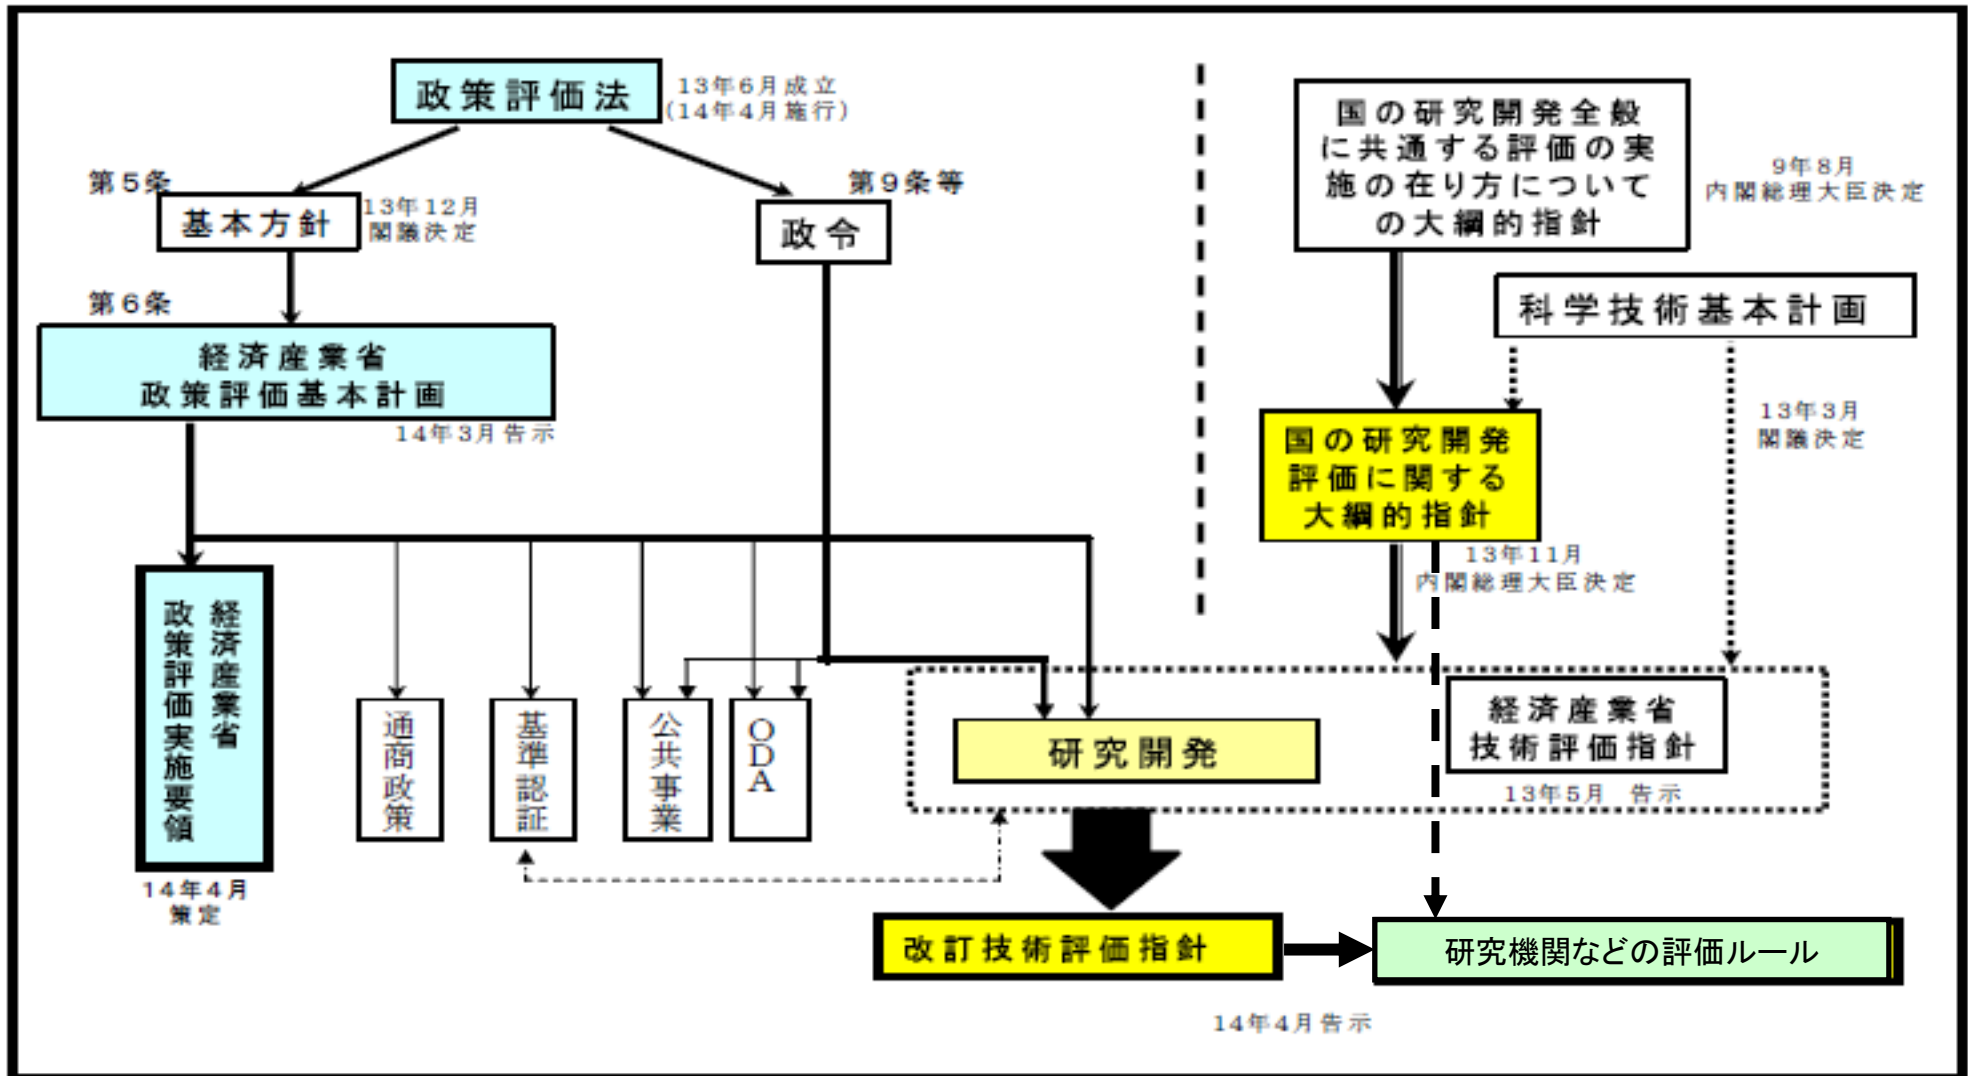 政策評価法
13年6月成立
(14年4月施行)
第5条
基本方針
13年12月
閣議決定
第9条等
政令
第6条
経済産業省
政策評価基本計画
14年3月告示
経済産業省
政策評価実施要領
14年4月
策定
通商政策
基準認証
公共事業
ODA
国の研究開発全般
に共通する評価の実
施の在り方について
の大綱的指針
9年8月
内閣総理大臣決定
科学技術基本計画
13年3月
閣議決定
国の研究開発
評価に関する
大綱的指針
13年11月
内閣総理大臣決定
研究開発
経済産業省
技術評価指針
13年5月 告示
改訂技術評価指針
研究機関などの評価ルール
14年4月告示